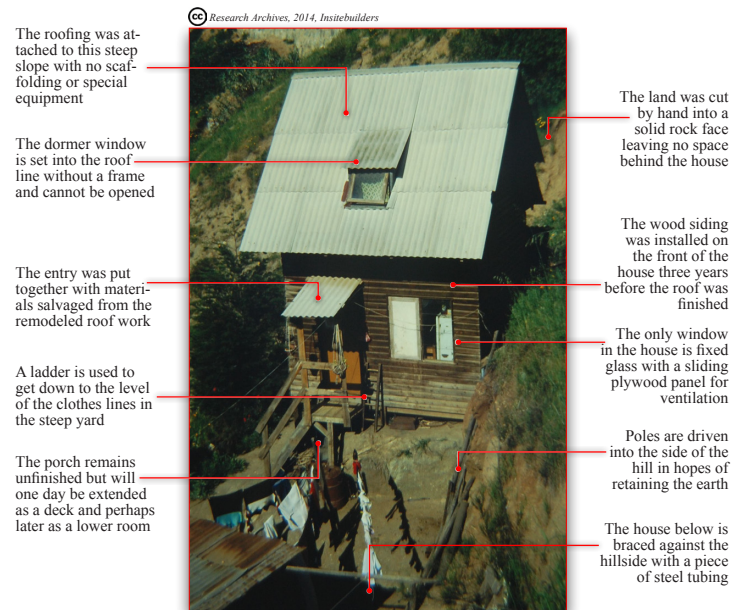 cc Research Archives, 2014, Insitebuilders
The roofing was at-
tached to this steep
slope with no scaf-
folding or special
equipment
The dormer window
is set into the roof
line without a frame
and cannot be opened
The entry was put
together with materi-
als salvaged from the
remodeled roof work
A ladder is used to
get down to the level
of the clothes lines in
the steep yard
The porch remains
unfinished but will
one day be extended
as a deck and perhaps
later as a lower room
The land was cut
by hand into a
solid rock face
leaving no space
behind the house
The wood siding
was installed on
the front of the
house three years
before the roof was
finished
The only window
in the house is fixed
glass with a sliding
plywood panel for
ventilation
Poles are driven
into the side of the
hill in hopes of
retaining the earth
The house below is
braced against the
hillside with a piece
of steel tubing